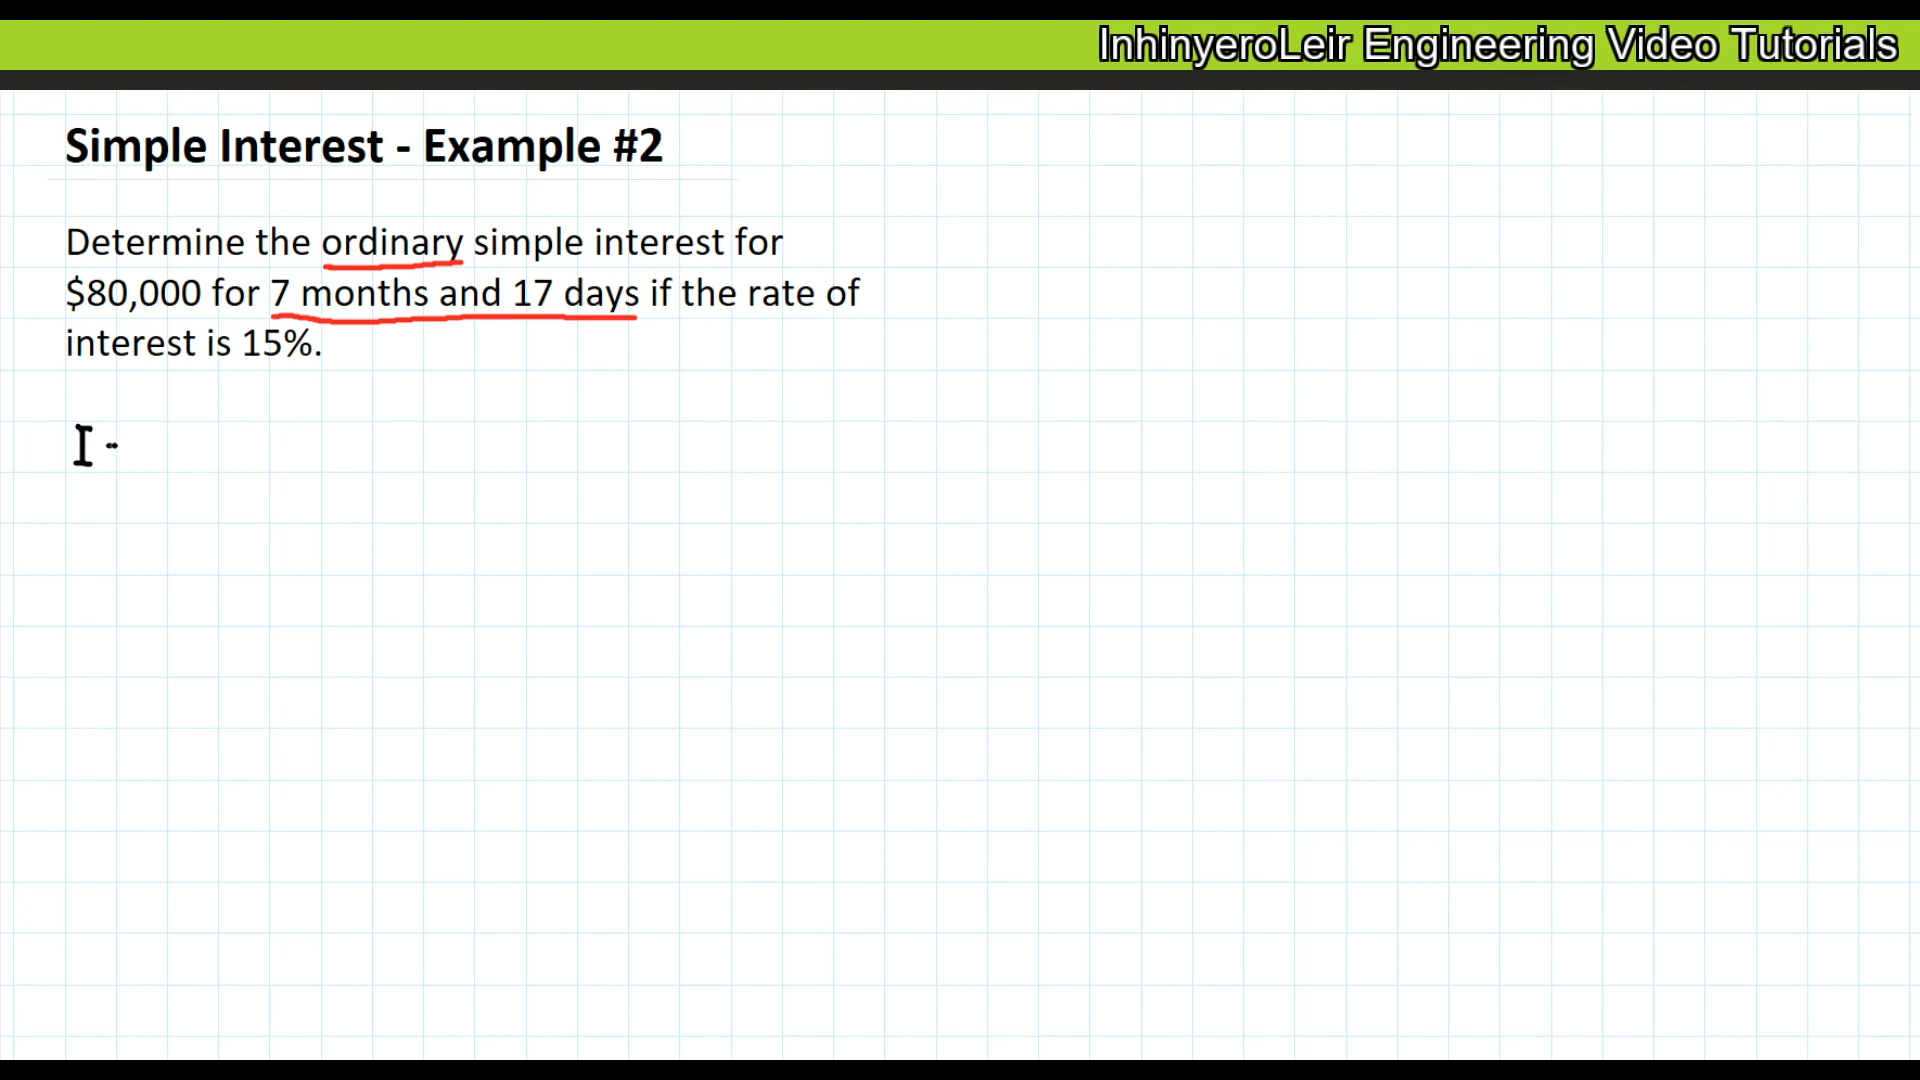 InhinyeroLeir Engineering Video Tutorials
Simple Interest - Example #2
Determine the ordinary simple interest for
$80,000 for 7 months and 17 days if the rate of
interest is 15%.
I -